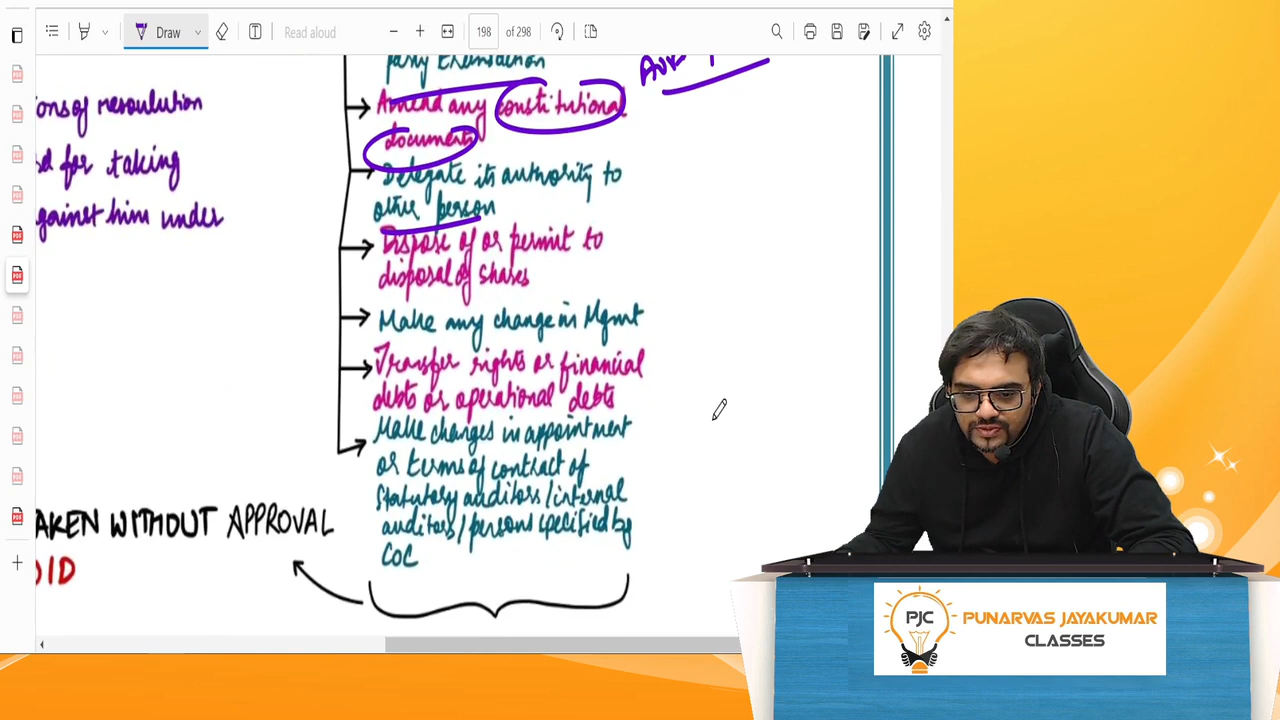 Draw
Read aloud
198 of 298
party transaction
Amend any constitutional
documents
Delegate its authority to
other person
Dispose of or permit to
disposal of shares
Make any change in Mgmt
Transfer rights or financial
debts or operational debts
Make changes in appointment
or terms of contract of
Statutory auditors/internal
auditors/persons specified by
COC
ons of resoulution
d for taking
gainst him under
AKEN WITHOUT APPROVAL
OID
PJC
PUNARVAS JAYAKUMAR
CLASSES